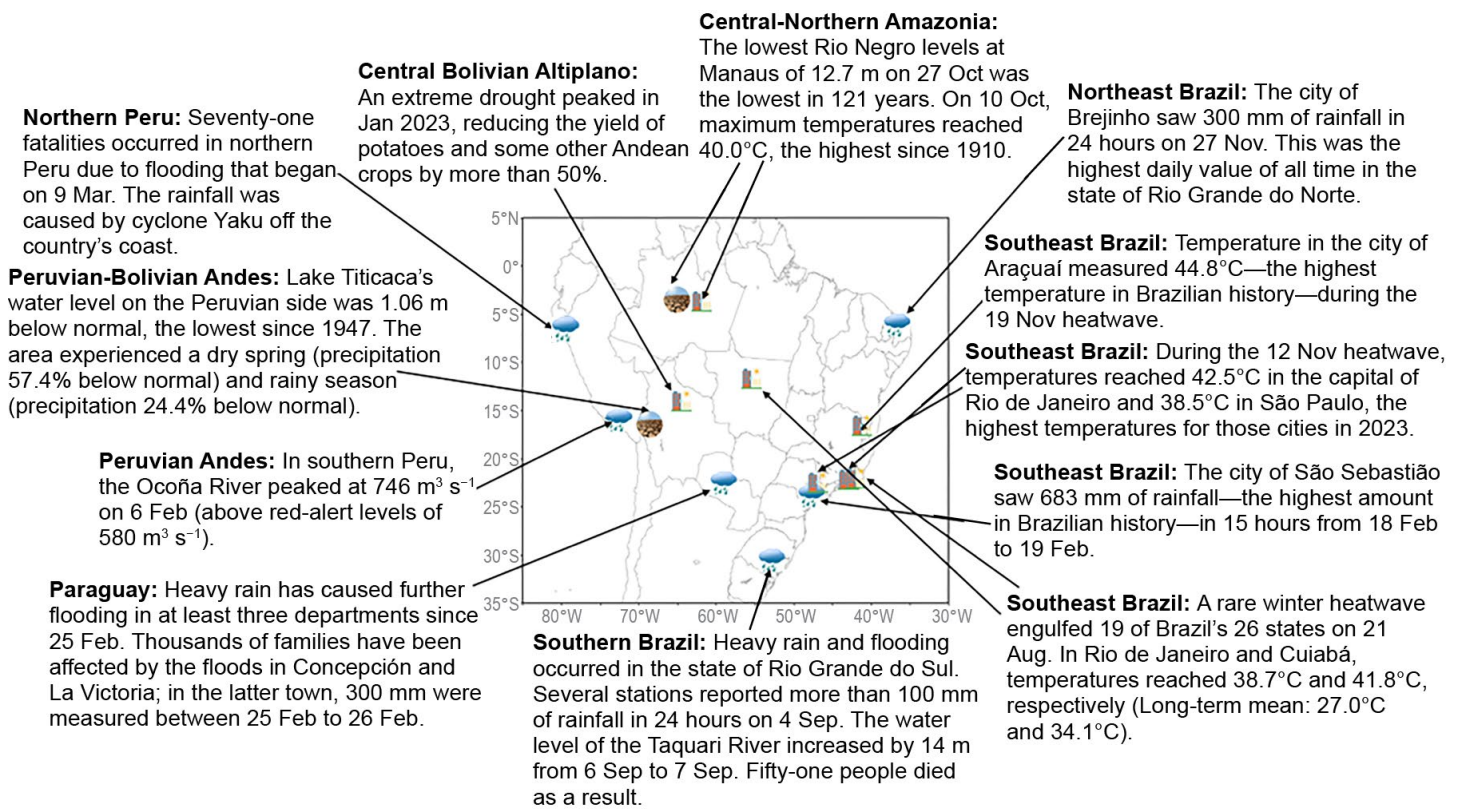 Central-Northern Amazonia:
The lowest Rio Negro levels at
Manaus of 12.7 m on 27 Oct was
the lowest in 121 years. On 10 Oct,
maximum temperatures reached
40.0°C, the highest since 1910.
Central Bolivian Altiplano:
An extreme drought peaked in
Jan 2023, reducing the yield of
potatoes and some other Andean
crops by more than 50%.
Northern Peru: Seventy-one
fatalities occurred in northern
Peru due to flooding that began
on 9 Mar. The rainfall was
caused by cyclone Yaku off the
country’s coast.
Northeast Brazil: The city of
Brejinho saw 300 mm of rainfall in
24 hours on 27 Nov. This was the
highest daily value of all time in the
state of Rio Grande do Norte.
Peruvian-Bolivian Andes: Lake Titicaca’s
water level on the Peruvian side was 1.06 m
below normal, the lowest since 1947. The
area experienced a dry spring (precipitation
57.4% below normal) and rainy season
(precipitation 24.4% below normal).
Southeast Brazil: Temperature in the city of
Araçuaí measured 44.8°C—the highest
temperature in Brazilian history—during the
19 Nov heatwave.
Southeast Brazil: During the 12 Nov heatwave,
temperatures reached 42.5°C in the capital of
Rio de Janeiro and 38.5°C in São Paulo, the
highest temperatures for those cities in 2023.
Peruvian Andes: In southern Peru,
the Ocoña River peaked at 746 m³ s⁻¹
on 6 Feb (above red-alert levels of
580 m³ s⁻¹).
Southeast Brazil: The city of São Sebastião
saw 683 mm of rainfall—the highest amount
in Brazilian history—in 15 hours from 18 Feb
to 19 Feb.
Paraguay: Heavy rain has caused further
flooding in at least three departments since
25 Feb. Thousands of families have been
affected by the floods in Concepción and
La Victoria; in the latter town, 300 mm were
measured between 25 Feb to 26 Feb.
Southeast Brazil: A rare winter heatwave
engulfed 19 of Brazil’s 26 states on 21
Aug. In Rio de Janeiro and Cuiabá,
temperatures reached 38.7°C and 41.8°C,
respectively (Long-term mean: 27.0°C
and 34.1°C).
Southern Brazil: Heavy rain and flooding
occurred in the state of Rio Grande do Sul.
Several stations reported more than 100 mm
of rainfall in 24 hours on 4 Sep. The water
level of the Taquari River increased by 14 m
from 6 Sep to 7 Sep. Fifty-one people died
as a result.
5°N
0°
5°S
10°S
15°S
20°S
25°S
30°S
35°S
80°W 70°W 60°W 50°W 40°W 30°W